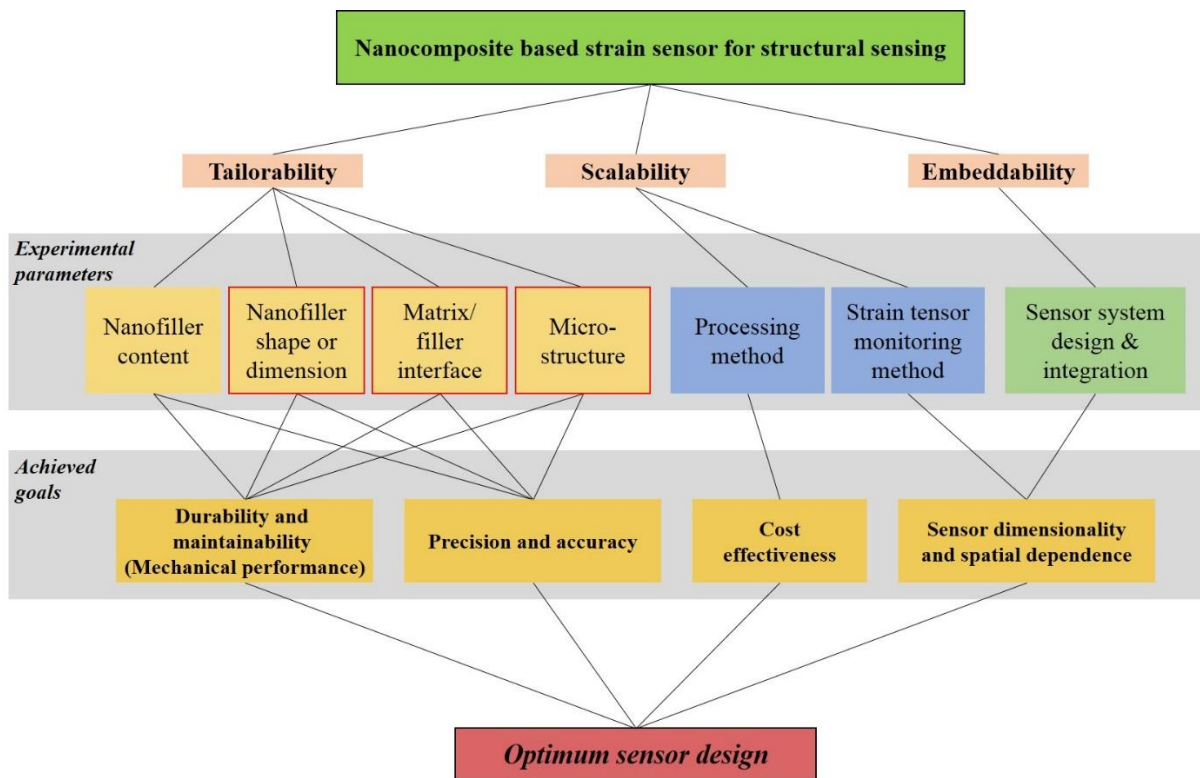 Nanocomposite based strain sensor for structural sensing
Tailorability
Scalability
Embeddability
Experimental
parameters
Nanofiller
content
Nanofiller
shape or
dimension
Matrix/
filler
interface
Micro-
structure
Processing
method
Strain tensor
monitoring
method
Sensor system
design &
integration
Achieved
goals
Durability and
maintainability
(Mechanical performance)
Precision and accuracy
Cost
effectiveness
Sensor dimensionality
and spatial dependence
Optimum sensor design